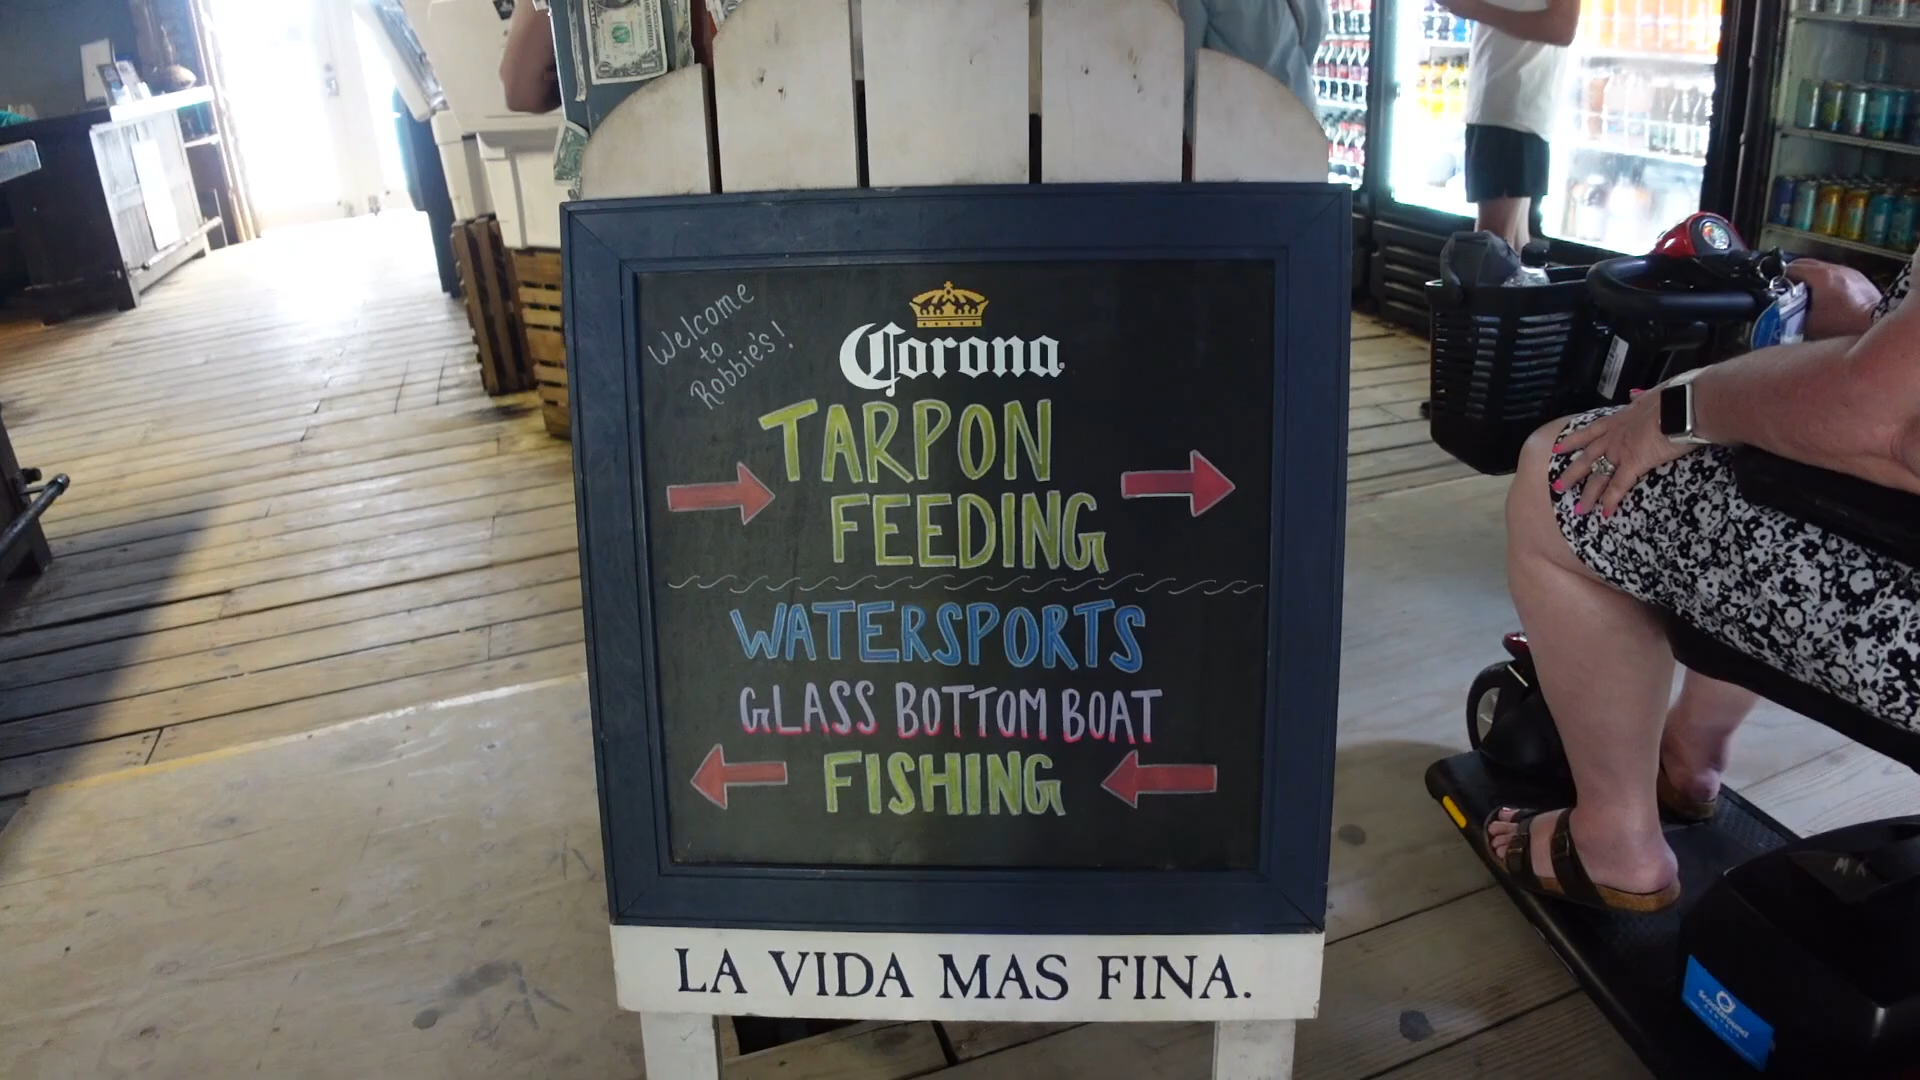 Welcome
to
Robbie's!
Corona
TARPON
FEEDING
WATERSPORTS
GLASS BOTTOM BOAT
FISHING
LA VIDA MAS FINA.